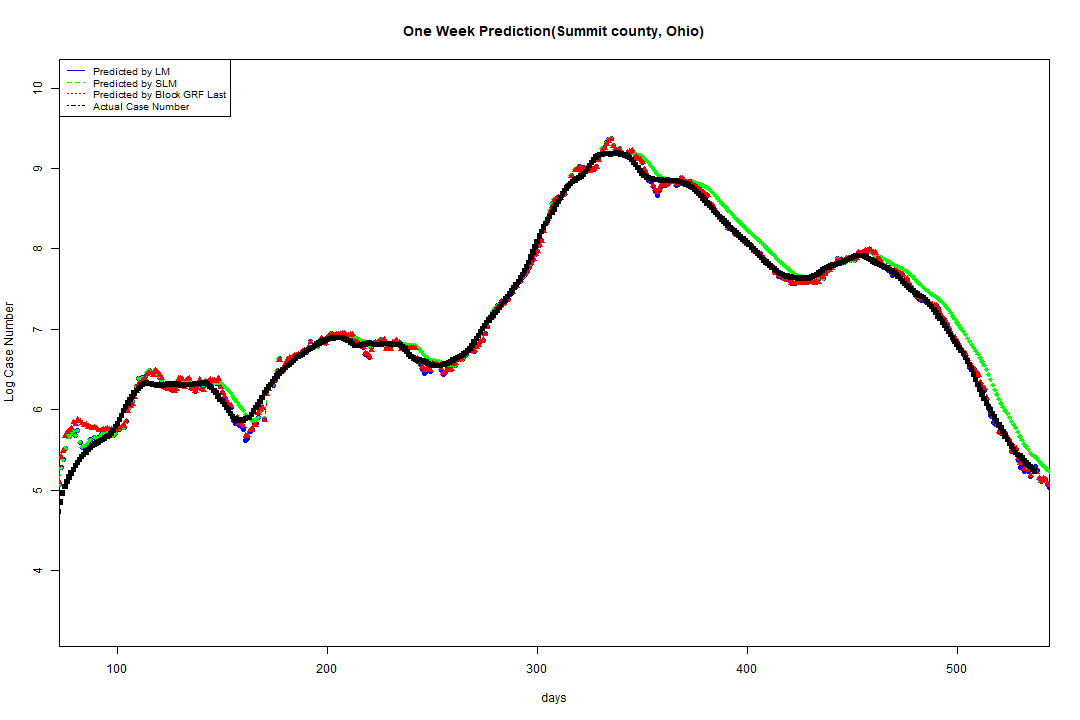 One Week Prediction(Summit county, Ohio)
Predicted by LM
Predicted by SLM
Predicted by Block GRF Last
Actual Case Number
10
9
8
7
6
5
4
Log Case Number
100 200 300 400 500
days